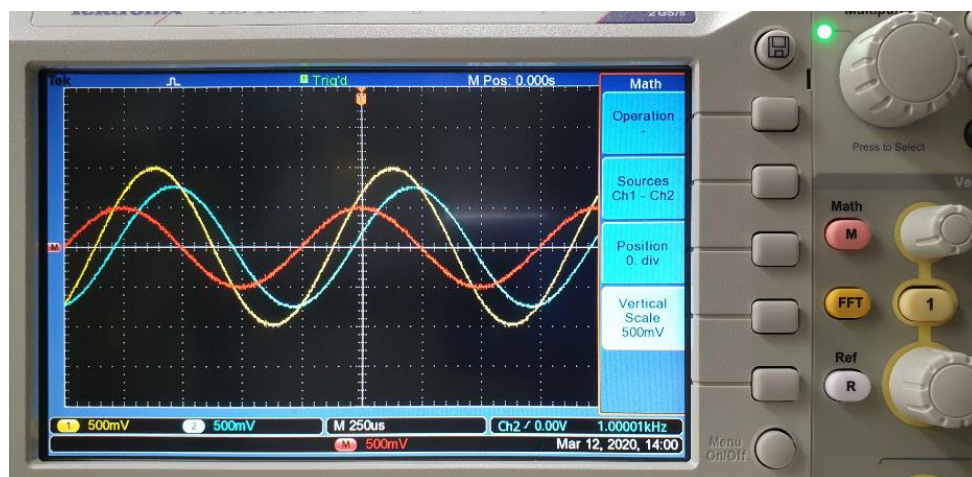 2 GS/s
Tek
Trig'd
M Pos: 0.000s
Math
Operation
-
Sources
Ch1 - Ch2
Position
0. div
Vertical
Scale
500mV
M
1 500mV
2 500mV
M 250us
Ch2 / 0.00V
1.00001kHz
M 500mV
Mar 12, 2020, 14:00
Press to Select
Math
M
FFT
1
Ref
R
Menu
On/Off